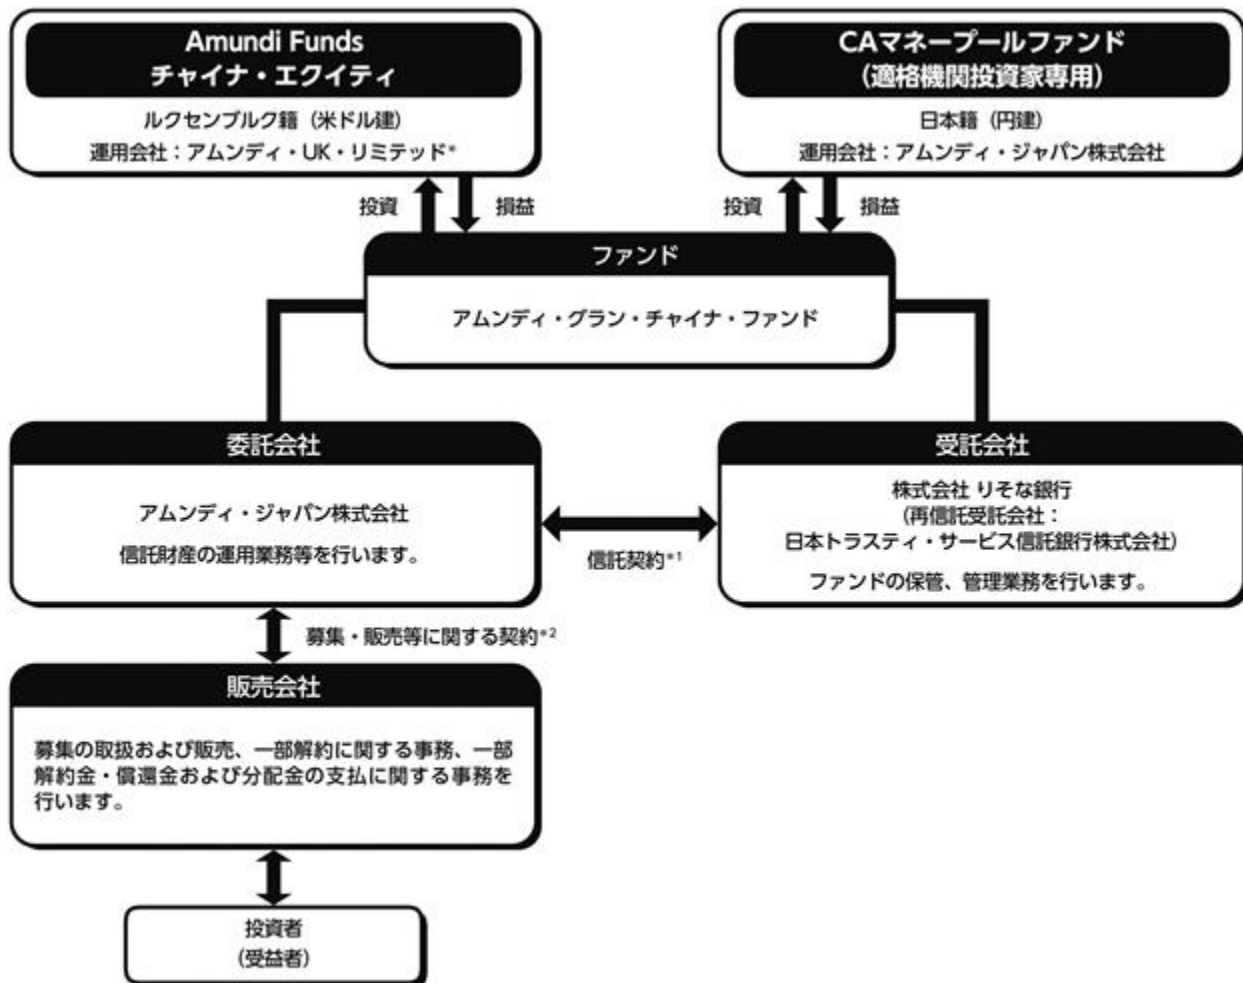 Amundi Funds
チャイナ・エクイティ
ルクセンブルク籍（米ドル建）
運用会社：アムンディ・UK・リミテッド*
CAマネープールファンド
（適格機関投資家専用）
日本籍（円建）
運用会社：アムンディ・ジャパン株式会社
投資
損益
投資
損益
ファンド
アムンディ・グラン・チャイナ・ファンド
委託会社
アムンディ・ジャパン株式会社
信託財産の運用業務等を行います。
信託契約*1
受託会社
株式会社 りそな銀行
（再信託受託会社：
日本トラスティ・サービス信託銀行株式会社）
ファンドの保管、管理業務を行います。
募集・販売等に関する契約*2
販売会社
募集の取扱および販売、一部解約に関する事務、一部
解約金・償還金および分配金の支払に関する事務を
行います。
投資者
（受益者）